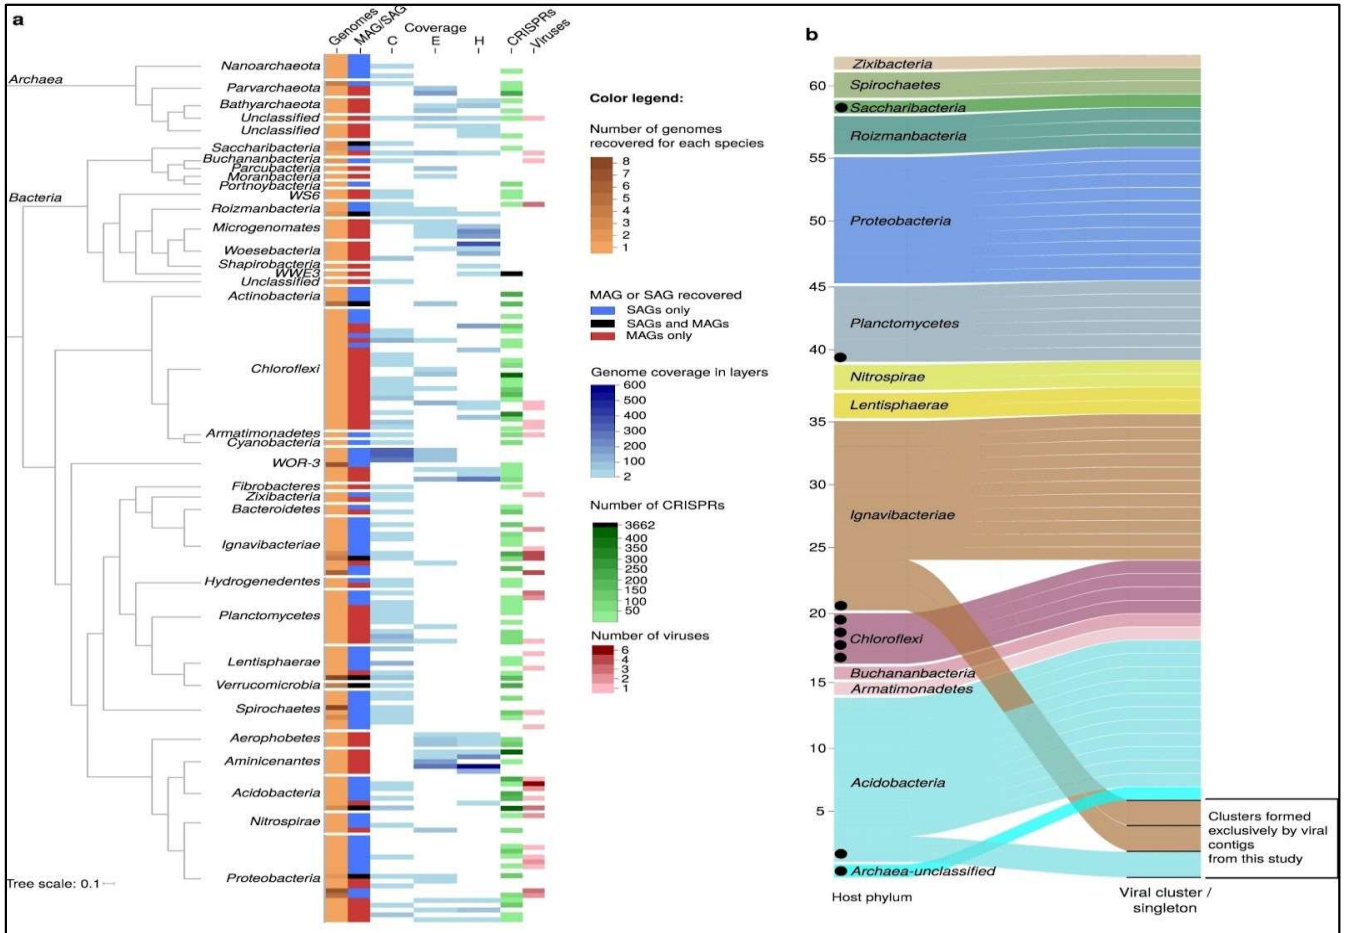 a
Genomes
MAG/SAG
Coverage
C
E
H
CRISPRs
Viruses
Archaea
Nanoarchaeota
Parvarchaeota
Bathyarchaeota
Unclassified
Unclassified
Bacteria
Saccharibacteria
Buchananbacteria
Parcubacteria
Moranbacteria
Portnoybacteria
WS6
Roizmanbacteria
Microgenomates
Woesebacteria
Shapirobacteria
WWE3
Unclassified
Actinobacteria
Chloroflexi
Armatimonadetes
Cyanobacteria
WOR-3
Fibrobacteres
Zixibacteria
Bacteroidetes
Ignavibacteriae
Hydrogenedentes
Planctomycetes
Lentisphaerae
Verrucomicrobia
Spirochaetes
Aerophobetes
Aminicenantes
Acidobacteria
Nitrospirae
Proteobacteria
Tree scale: 0.1
Color legend:
Number of genomes
recovered for each species
8
7
6
5
4
3
2
1
MAG or SAG recovered
SAGs only
SAGs and MAGs
MAGs only
Genome coverage in layers
600
500
400
300
200
100
2
Number of CRISPRs
3662
400
350
300
250
200
150
100
50
Number of viruses
6
4
3
2
1
b
60
55
50
45
40
35
30
25
20
15
10
5
Zixibacteria
Spirochaetes
Saccharibacteria
Roizmanbacteria
Proteobacteria
Planctomycetes
Nitrospirae
Lentisphaerae
Ignavibacteriae
Chloroflexi
Buchananbacteria
Armatimonadetes
Acidobacteria
Archaea-unclassified
Host phylum
Viral cluster /
singleton
Clusters formed
exclusively by viral
contigs
from this study